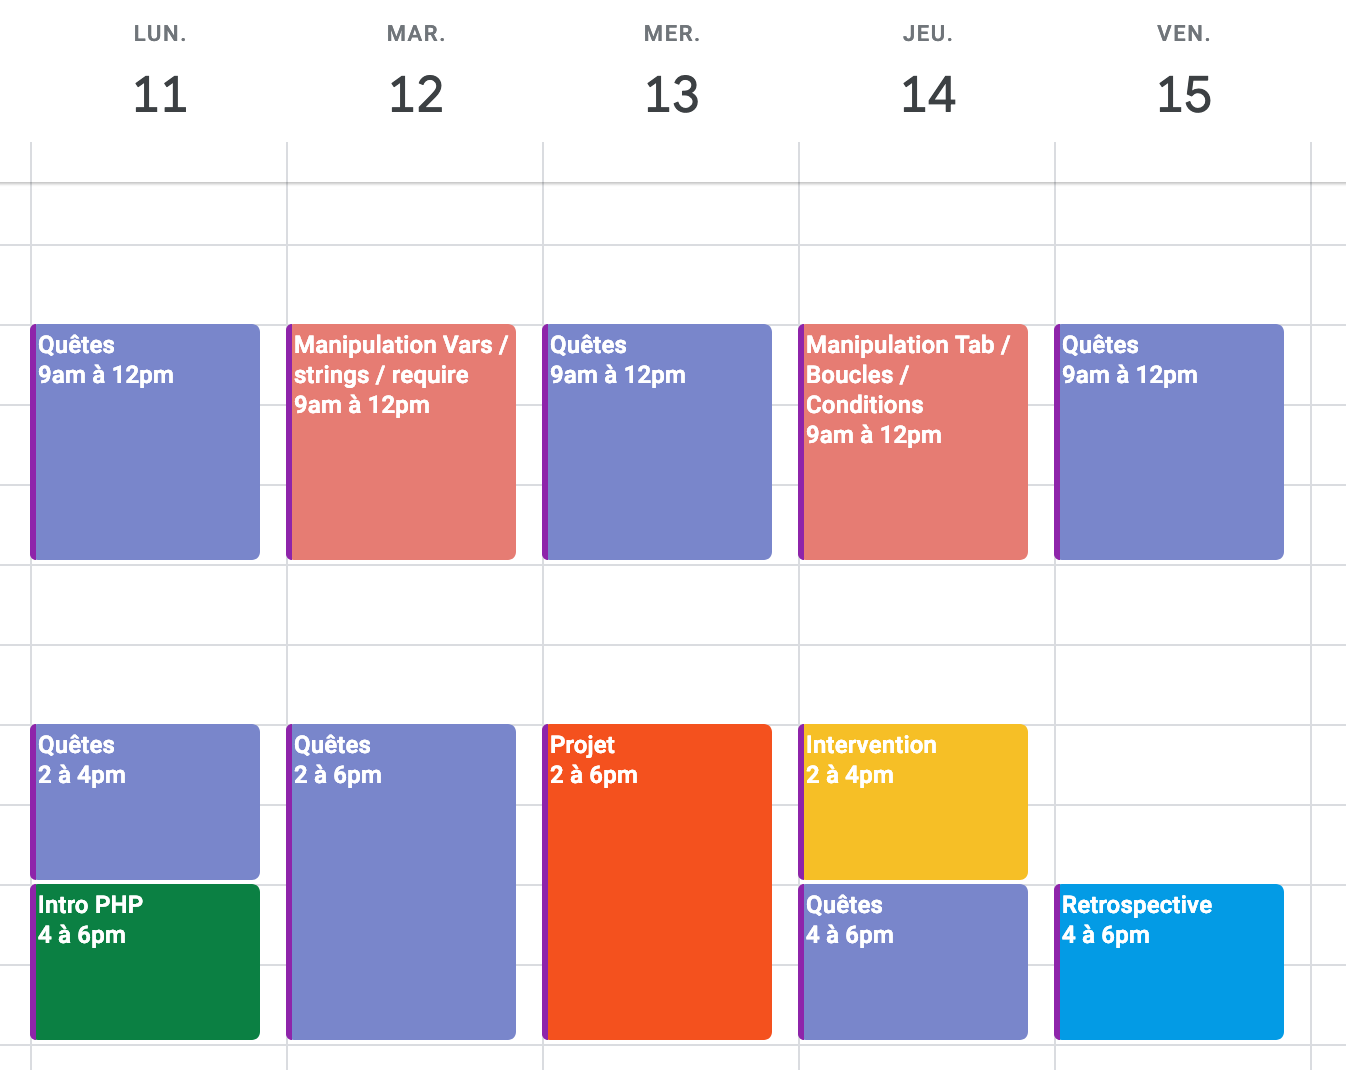 LUN.
11
MAR.
12
MER.
13
JEU.
14
VEN.
15
Quêtes
9am à 12pm
Manipulation Vars /
strings / require
9am à 12pm
Quêtes
9am à 12pm
Manipulation Tab /
Boucles /
Conditions
9am à 12pm
Quêtes
9am à 12pm
Quêtes
2 à 4pm
Quêtes
2 à 6pm
Projet
2 à 6pm
Intervention
2 à 4pm
Intro PHP
4 à 6pm
Quêtes
4 à 6pm
Retrospective
4 à 6pm